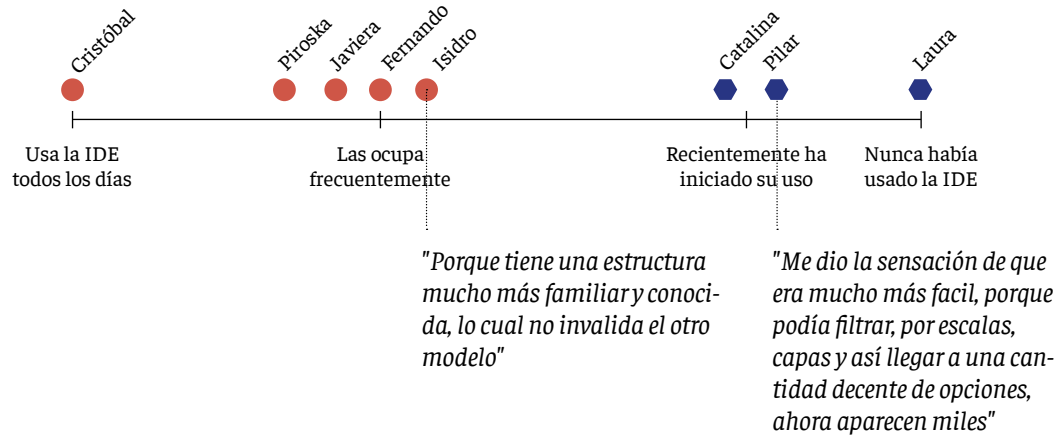 Cristóbal
Piroska
Javiera
Fernando
Isidro
Catalina
Pilar
Laura
Usa la IDE
todos los días
Las ocupa
frecuentemente
Recientemente ha
iniciado su uso
Nunca había
usado la IDE
"Porque tiene una estructura
mucho más familiar y conoci-
da, lo cual no invalida el otro
modelo"
"Me dio la sensación de que
era mucho más facil, porque
podía filtrar, por escalas,
capas y así llegar a una can-
tidad decente de opciones,
ahora aparecen miles"